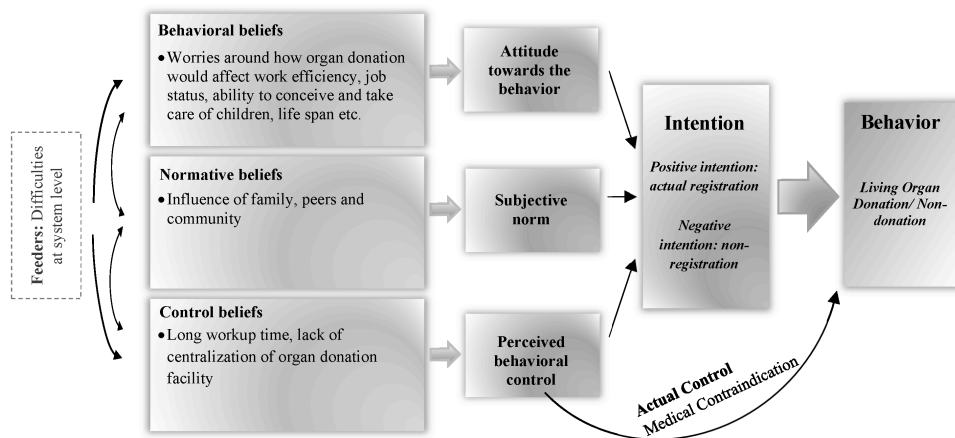 Feeders: Difficulties
at system level
Behavioral beliefs
•Worries around how organ donation
would affect work efficiency, job
status, ability to conceive and take
care of children, life span etc.
Normative beliefs
•Influence of family, peers and
community
Control beliefs
•Long workup time, lack of
centralization of organ donation
facility
Attitude
towards the
behavior
Subjective
norm
Perceived
behavioral
control
Intention
Positive intention:
actual registration
Negative
intention: non-
registration
Behavior
Living Organ
Donation/ Non-
donation
Actual Control
Medical Contraindication